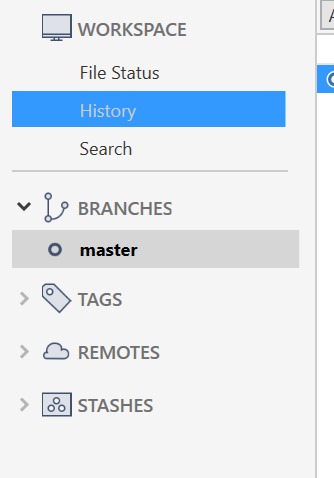 WORKSPACE
File Status
History
Search
BRANCHES
master
TAGS
REMOTES
STASHES